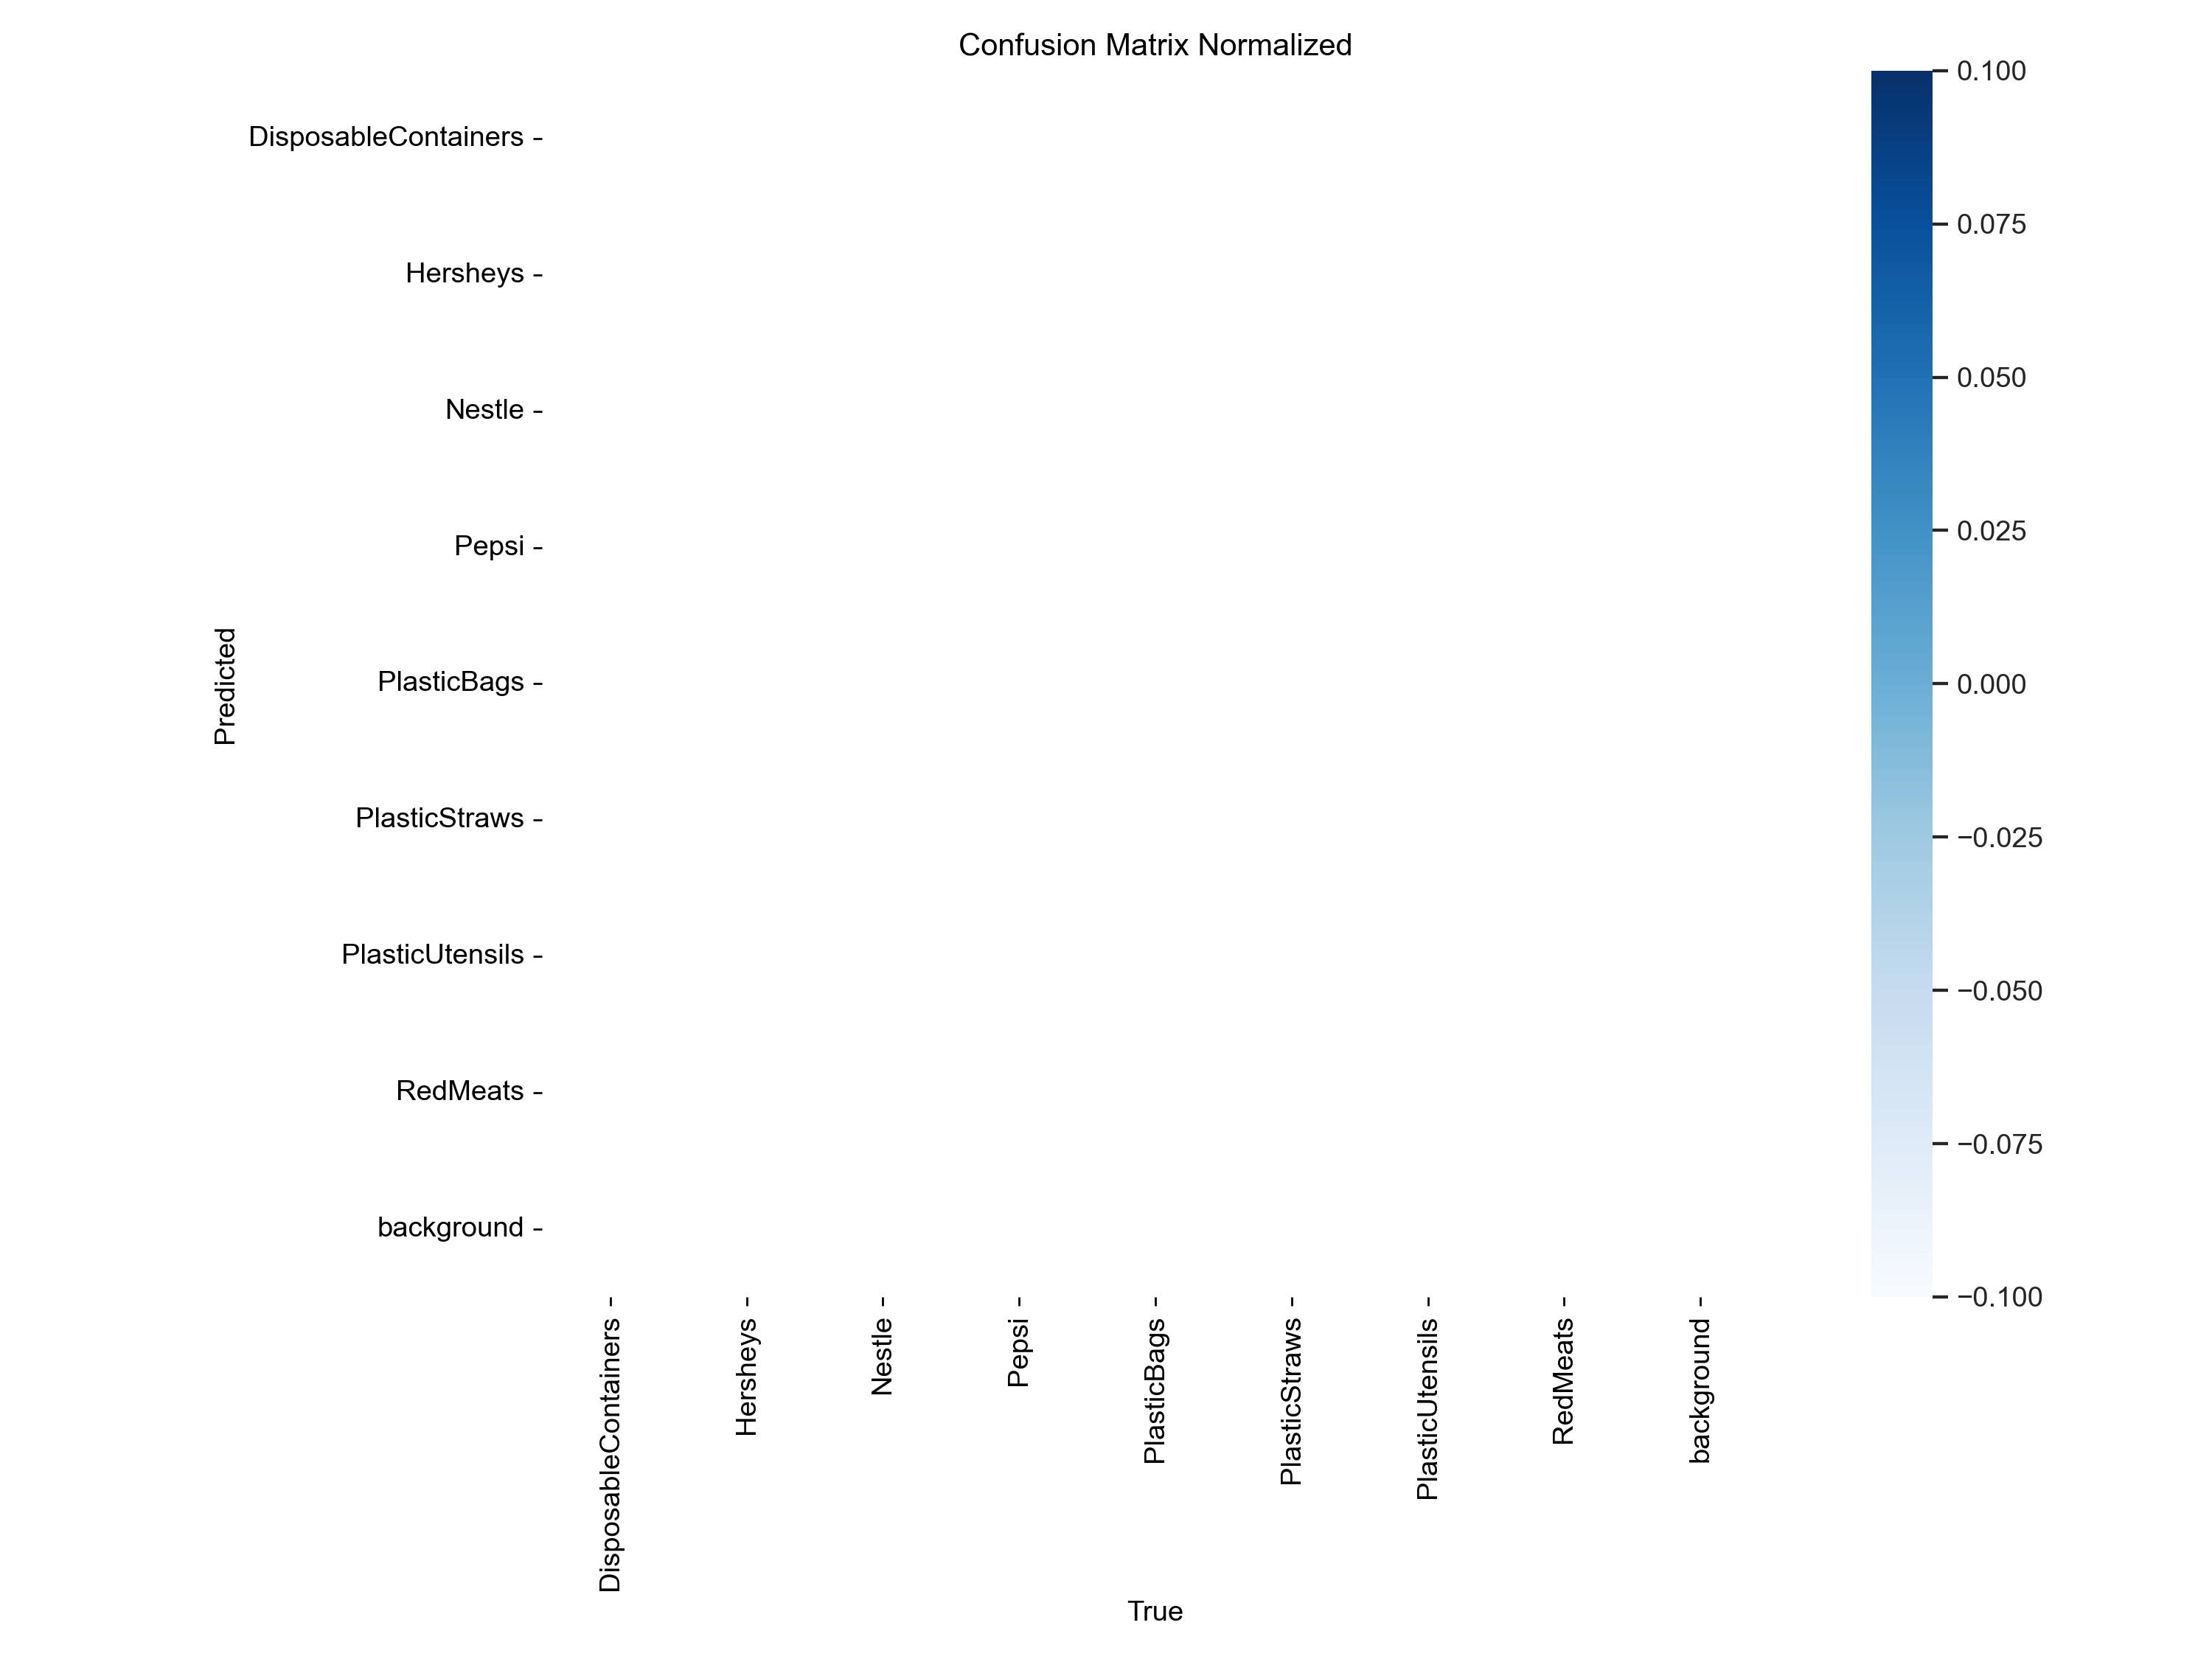 Confusion Matrix Normalized
DisposableContainers
Hersheys
Nestle
Pepsi
PlasticBags
PlasticStraws
PlasticUtensils
RedMeats
background
Predicted
DisposableContainers
Hersheys
Nestle
Pepsi
PlasticBags
PlasticStraws
PlasticUtensils
RedMeats
background
True
0.100
0.075
0.050
0.025
0.000
−0.025
−0.050
−0.075
−0.100